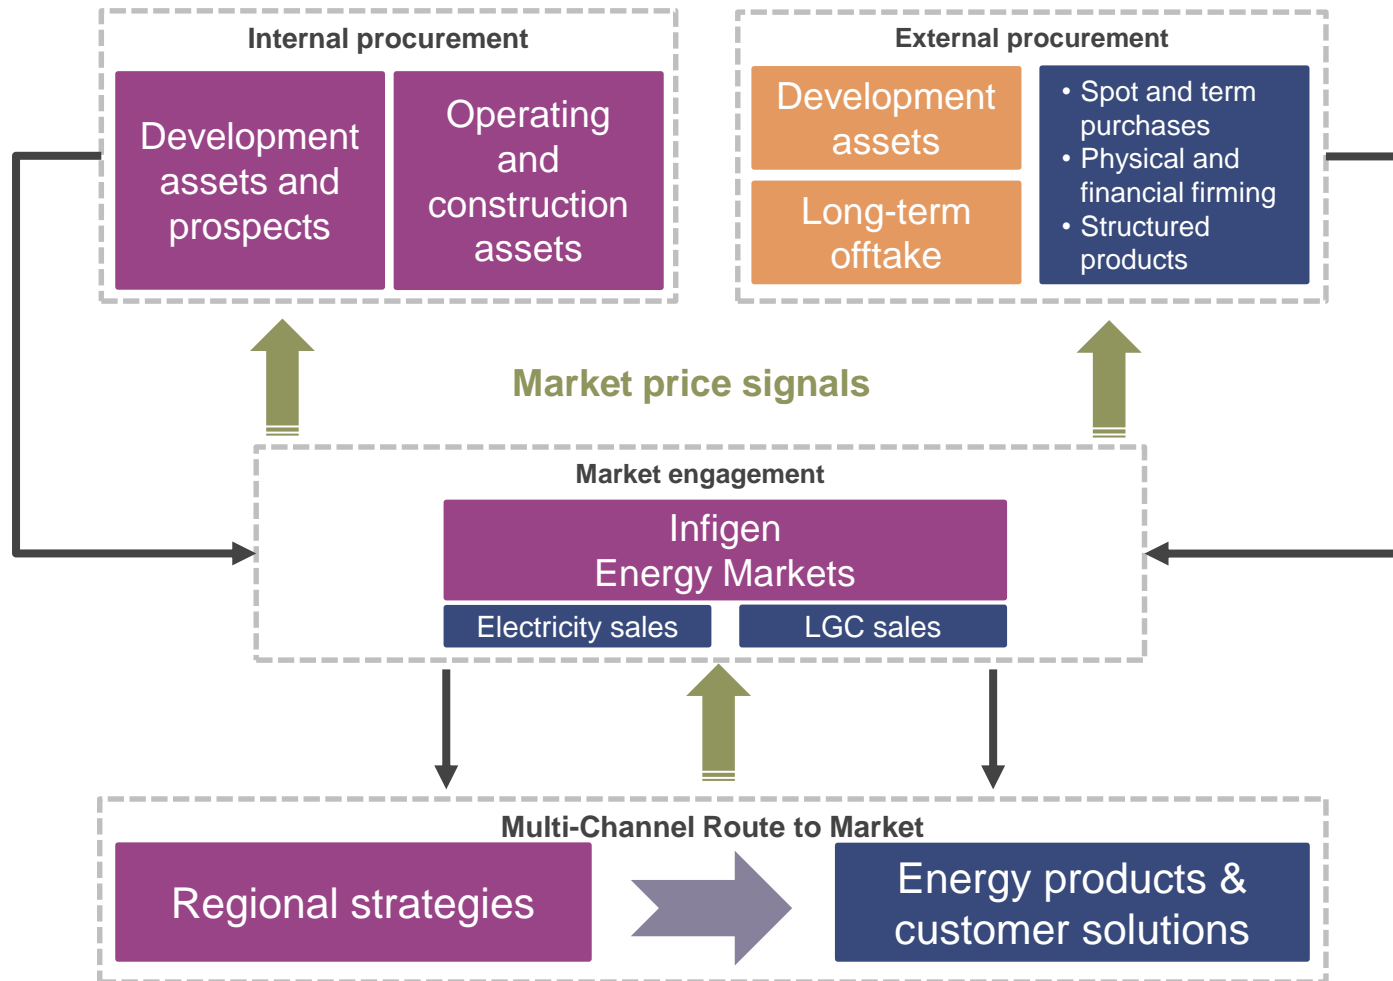 Internal procurement
Development
assets and
prospects
Operating
and
construction
assets
External procurement
Development
assets
Long-term
offtake
• Spot and term
purchases
• Physical and
financial firming
• Structured
products
Market price signals
Market engagement
Infigen
Energy Markets
Electricity sales
LGC sales
Multi-Channel Route to Market
Regional strategies
Energy products &
customer solutions